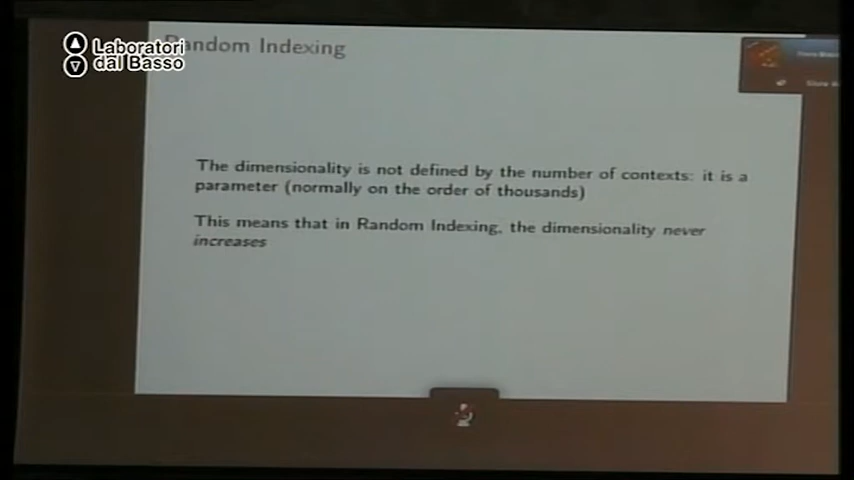 Laboratori
dal Basso
Random Indexing
The dimensionality is not defined by the number of contexts: it is a
parameter (normally on the order of thousands)
This means that in Random Indexing, the dimensionality never
increases